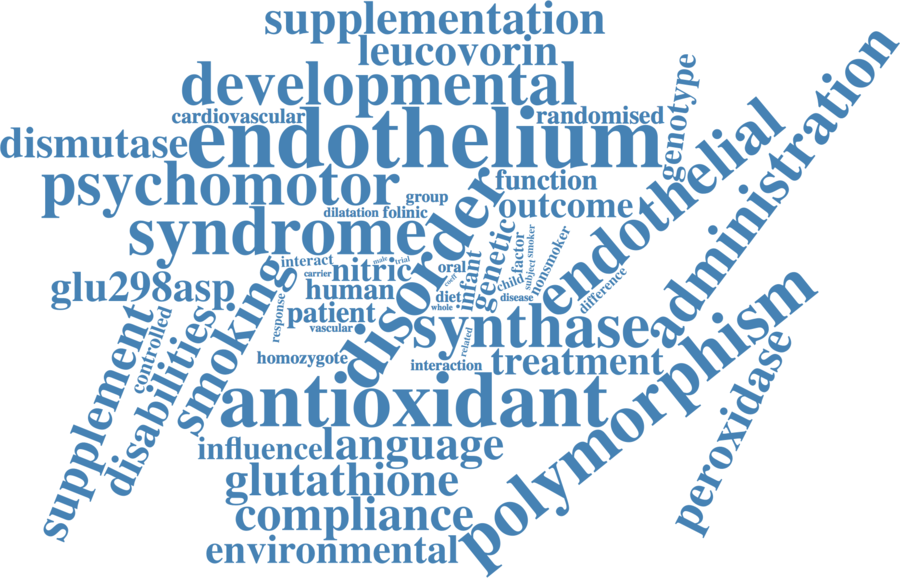 supplementation
leucovorin
developmental
cardiovascular
randomised
endothelium
dismutase
genotype
administration
endothelial
psychomotor
function
group
outcome
dilatation
folinic
syndrome
disorder
genetic
factor
smoker
subject
nonsmoker
interact
carrier
nitric
male
trial
oral
coeff
infant
child
disease
difference
glu298asp
human
diet
whole
smoking
response
patient
vascular
synthase
related
supplement
controlled
disabilities
homozygote
interaction
treatment
polymorphism
peroxidase
antioxidant
influence
language
glutathione
compliance
environmental